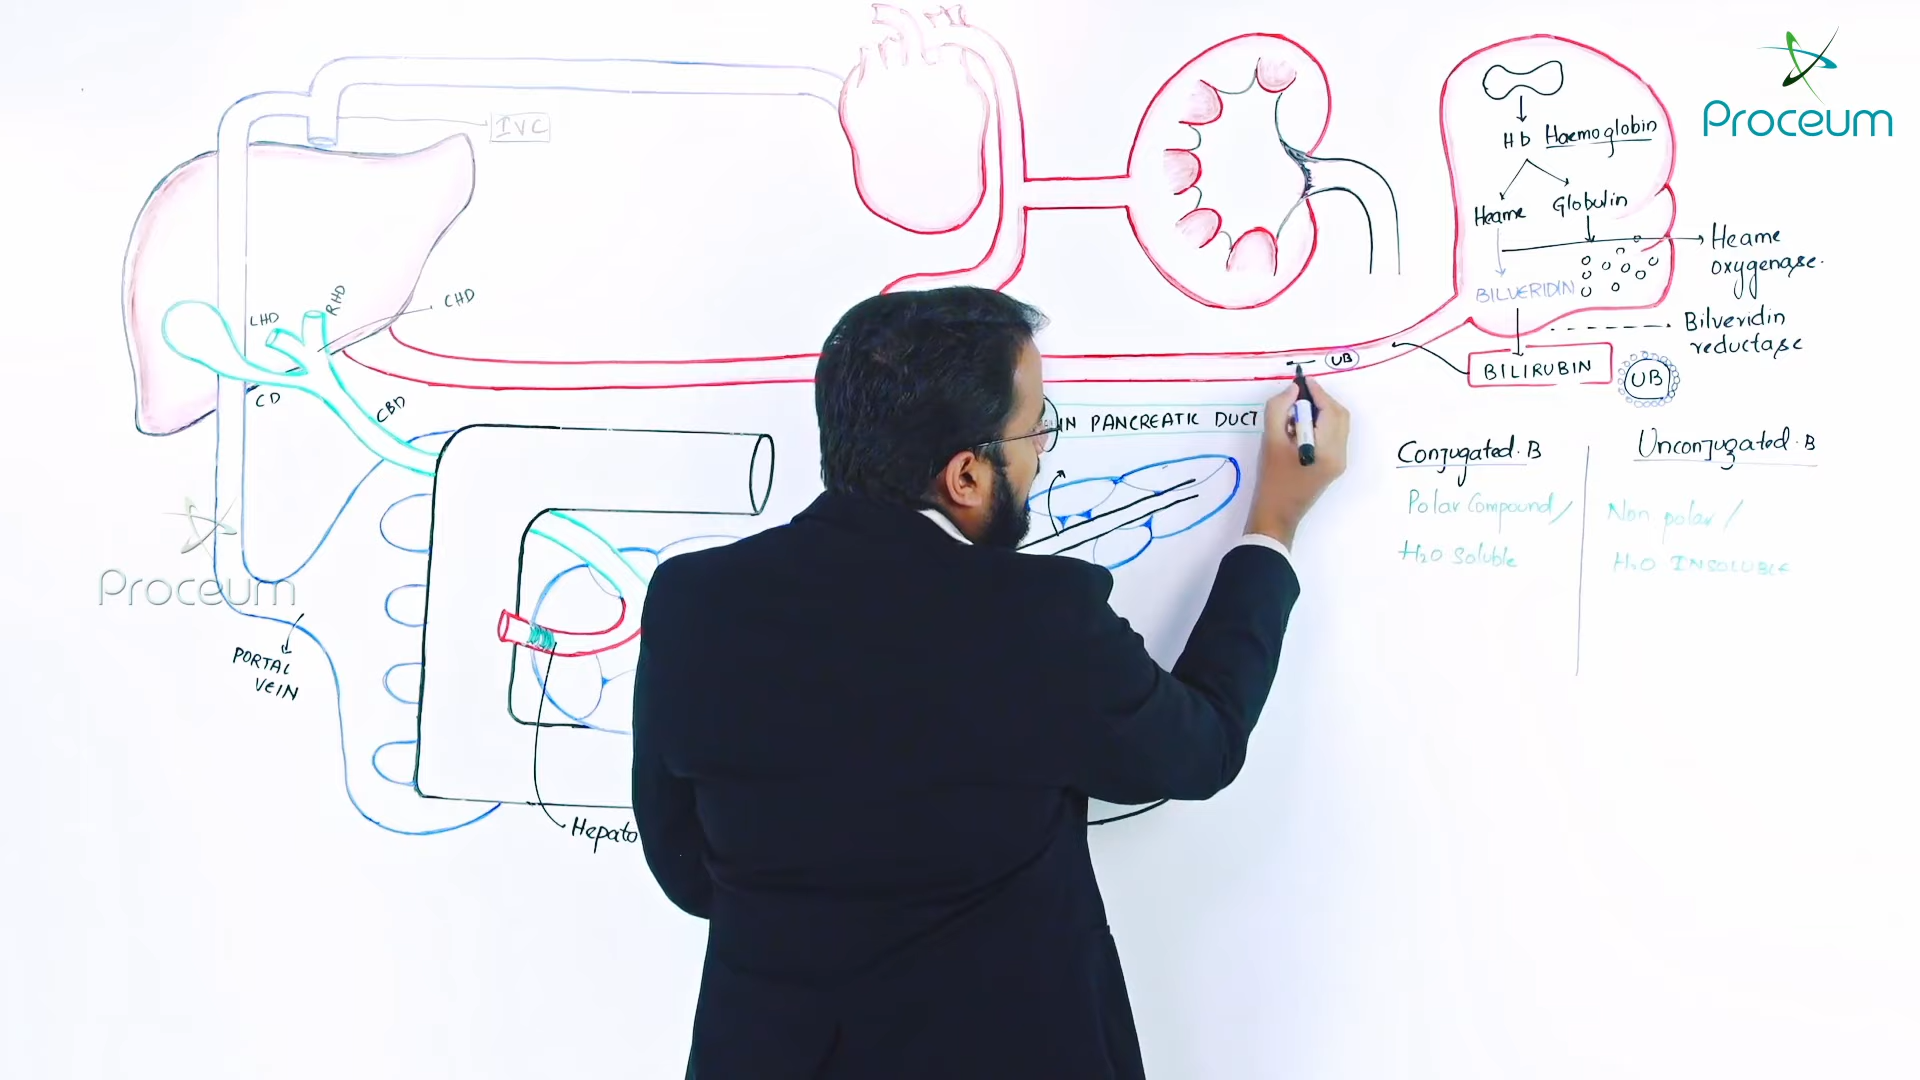 Proceum
IVC
Hb Haemoglobin
Heame
Globulin
Heame
oxygenase.
BILVERIDIN
Bilveridin
reductase
BILIRUBIN
UB
UB
LHD
RHD
CHD
CD
CBD
IN PANCREATIC DUCT
Conjugated. B
Unconjugated. B
Polar Compound/
H2O Soluble
Non polar /
H2O INSOLUBLE
Proceum
PORTAL
VEIN
Hepato